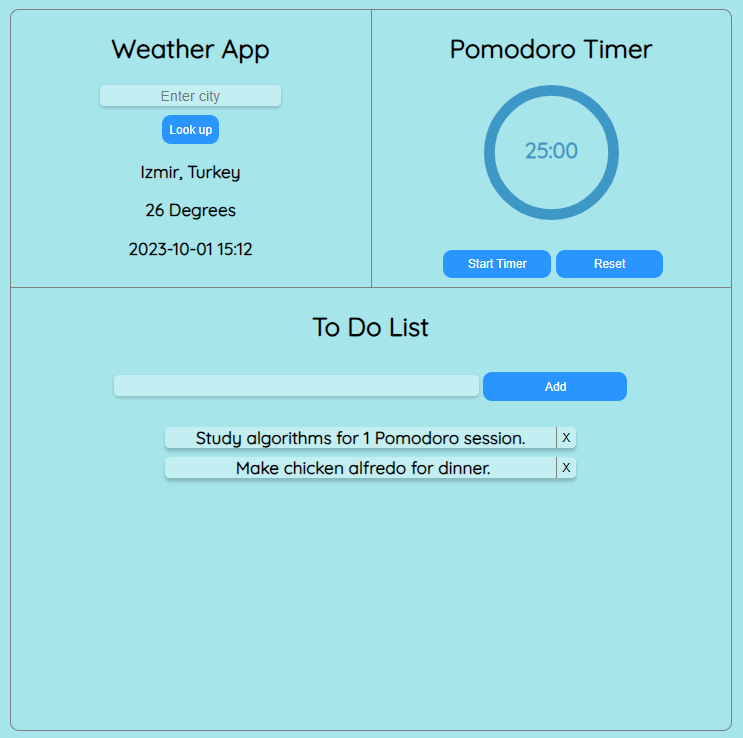 Weather App
Enter city
Look up
Izmir, Turkey
26 Degrees
2023-10-01 15:12
Pomodoro Timer
25:00
Start Timer
Reset
To Do List
Add
Study algorithms for 1 Pomodoro session.
X
Make chicken alfredo for dinner.
X